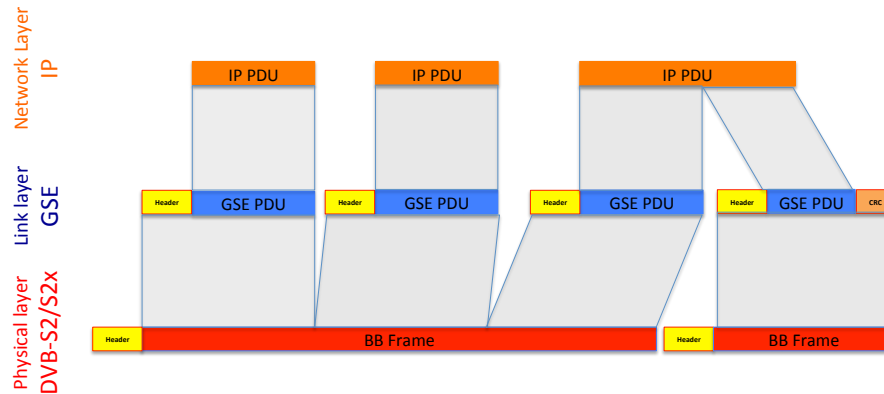 Network Layer
IP
IP PDU
IP PDU
IP PDU
Link layer
GSE
Header
GSE PDU
Header
GSE PDU
Header
GSE PDU
Header
GSE PDU
CRC
Physical layer
DVB-S2/S2x
Header
BB Frame
Header
BB Frame